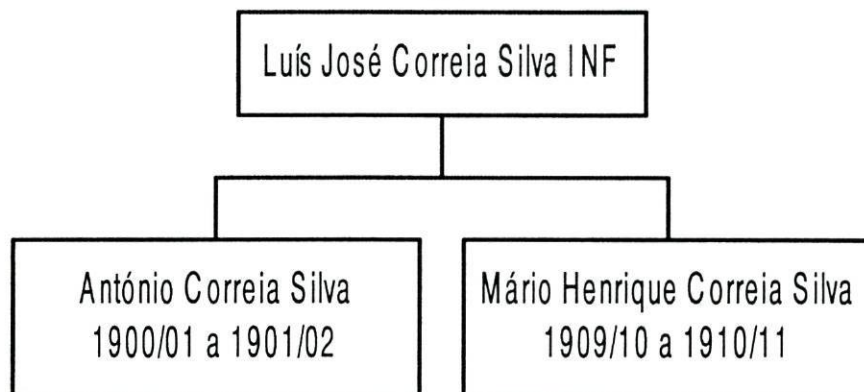 Luís José Correia Silva INF
António Correia Silva
1900/01 a 1901/02
Mário Henrique Correia Silva
1909/10 a 1910/11